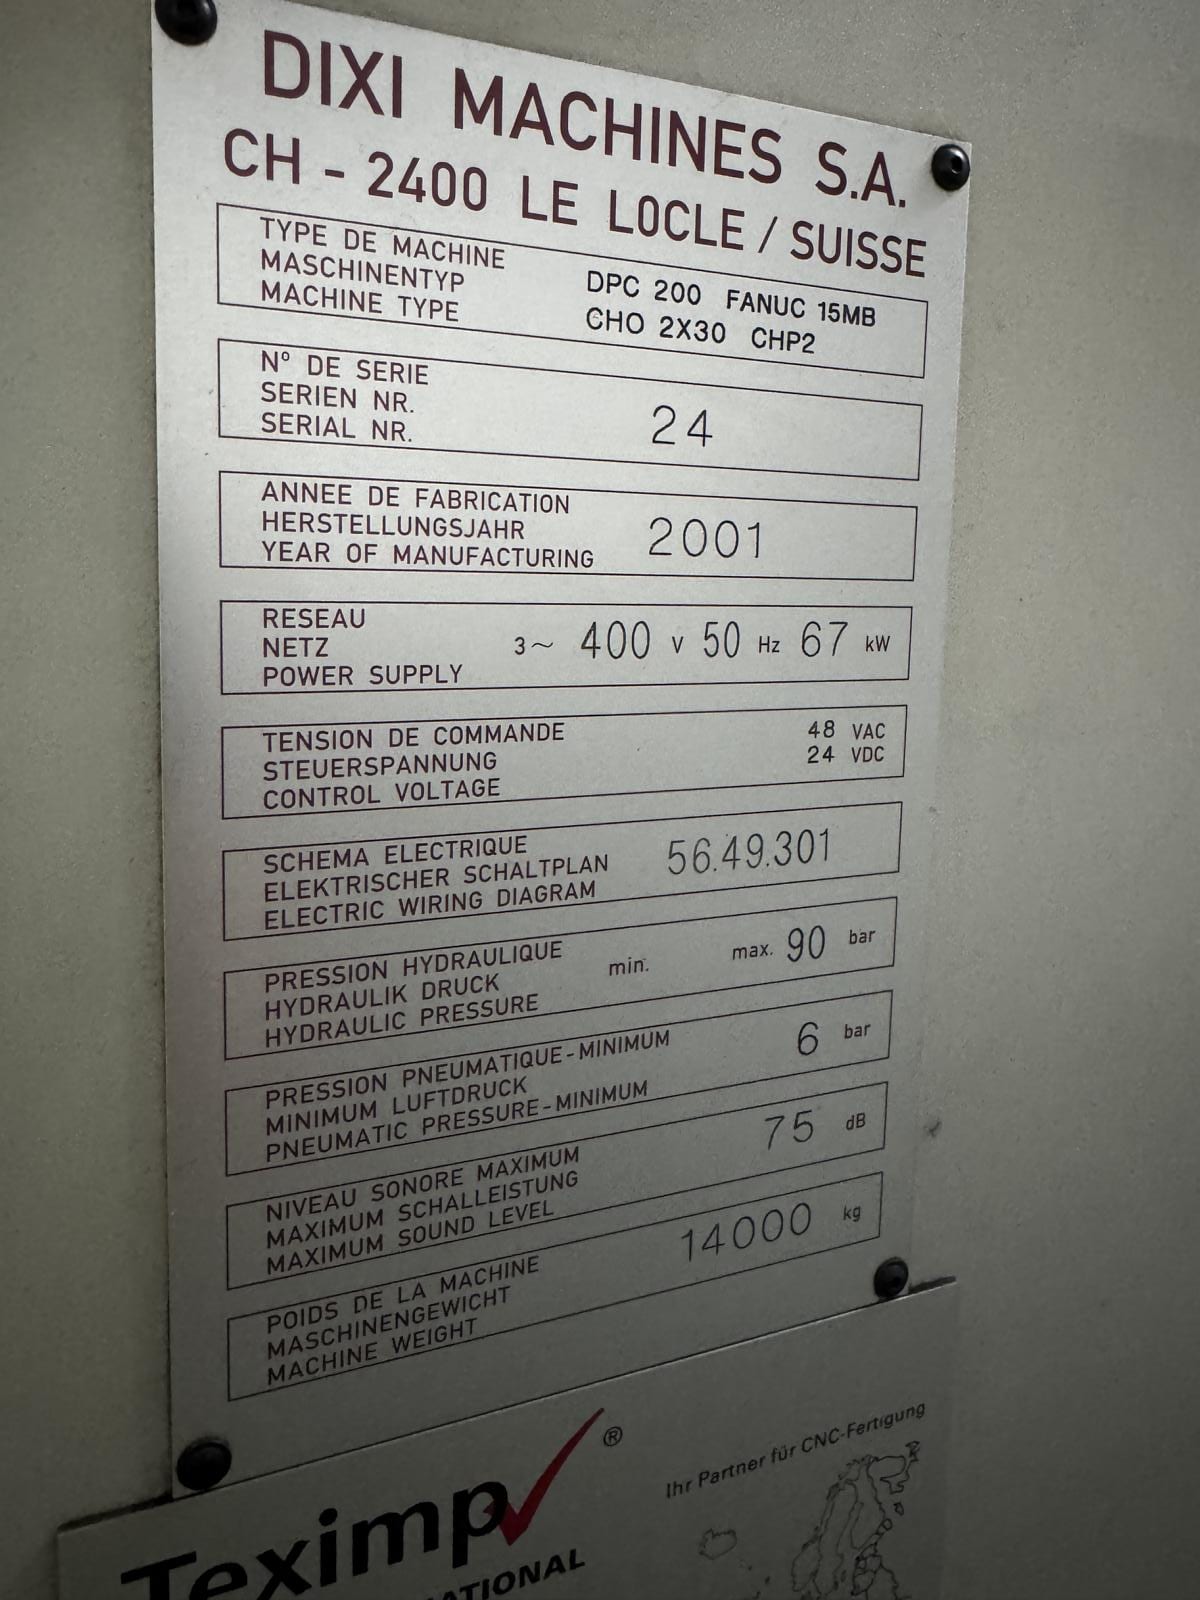 DIXI MACHINES S.A.
CH - 2400 LE LOCLE / SUISSE
TYPE DE MACHINE
MASCHINENTYP
MACHINE TYPE
DPC 200 FANUC 15MB
CHO 2X30 CHP2
Nº DE SERIE
SERIEN NR.
SERIAL NR.
24
ANNEE DE FABRICATION
HERSTELLUNGSJAHR
YEAR OF MANUFACTURING
2001
RESEAU
NETZ
POWER SUPPLY
3~ 400 V 50 Hz 67 kW
TENSION DE COMMANDE
STEUERSPANNUNG
CONTROL VOLTAGE
48 VAC
24 VDC
SCHEMA ELECTRIQUE
ELEKTRISCHER SCHALTPLAN
ELECTRIC WIRING DIAGRAM
56.49.301
PRESSION HYDRAULIQUE
HYDRAULIK DRUCK
HYDRAULIC PRESSURE
min. max. 90 bar
PRESSION PNEUMATIQUE-MINIMUM
MINIMUM LUFTDRUCK
PNEUMATIC PRESSURE-MINIMUM
6 bar
NIVEAU SONORE MAXIMUM
MAXIMUM SCHALLEISTUNG
MAXIMUM SOUND LEVEL
75 dB
POIDS DE LA MACHINE
MASCHINENGEWICHT
MACHINE WEIGHT
14000 kg
Teximp ®
Ihr Partner für CNC-Fertigung